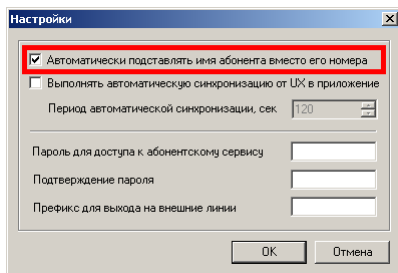 Настройки
Автоматически подставлять имя абонента вместо его номера
Выполнять автоматическую синхронизацию от UX в приложение
Период автоматической синхронизации, сек 120
Пароль для доступа к абонентскому сервису
Подтверждение пароля
Префикс для выхода на внешние линии
OK Отмена